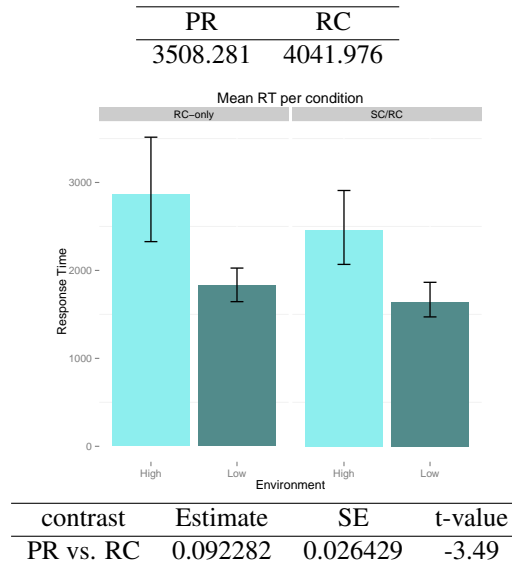 PR RC
3508.281 4041.976
Mean RT per condition
RC−only SC/RC
3000
2000
1000
0
Response Time
High Low High Low
Environment
contrast Estimate SE t-value
PR vs. RC 0.092282 0.026429 -3.49